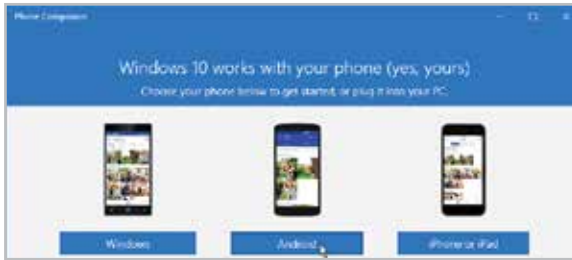 Phone Companion
Windows 10 works with your phone (yes, yours)
Choose your phone below to get started, or plug it into your PC.
Windows
Android
iPhone or iPad